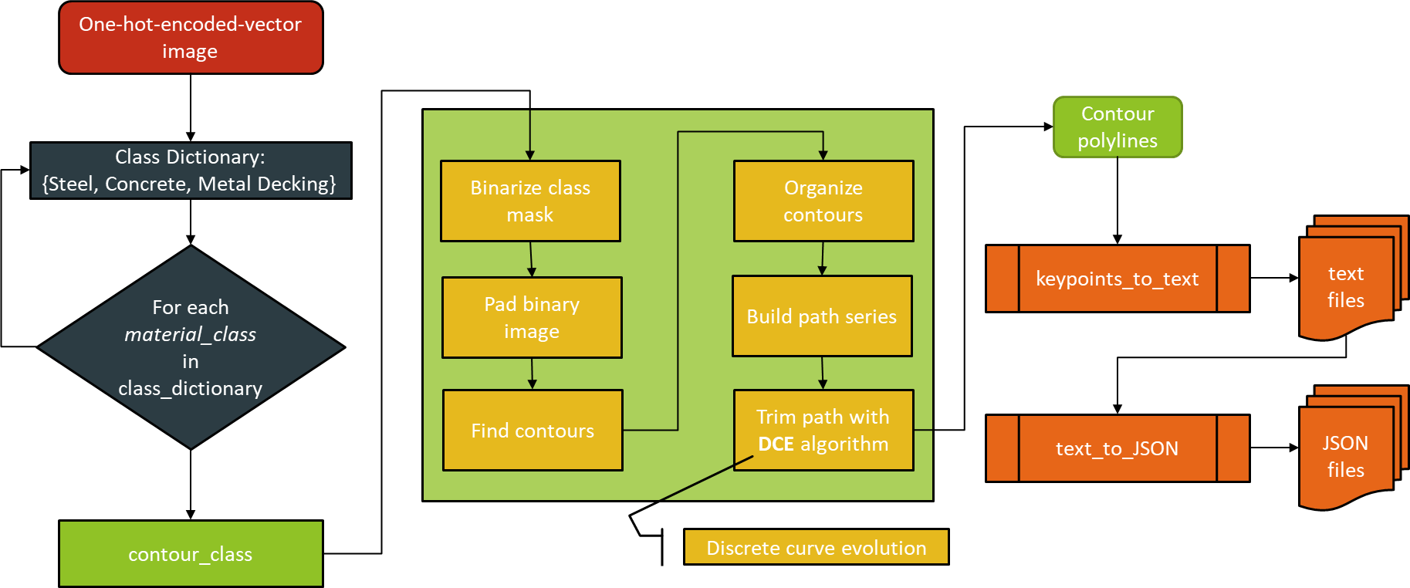 One-hot-encoded-vector
image
Class Dictionary:
{Steel, Concrete, Metal Decking}
For each
material_class
in
class_dictionary
contour_class
Binarize class
mask
Pad binary
image
Find contours
Organize
contours
Build path series
Trim path with
DCE algorithm
Discrete curve evolution
Contour
polylines
keypoints_to_text
text
files
text_to_JSON
JSON
files